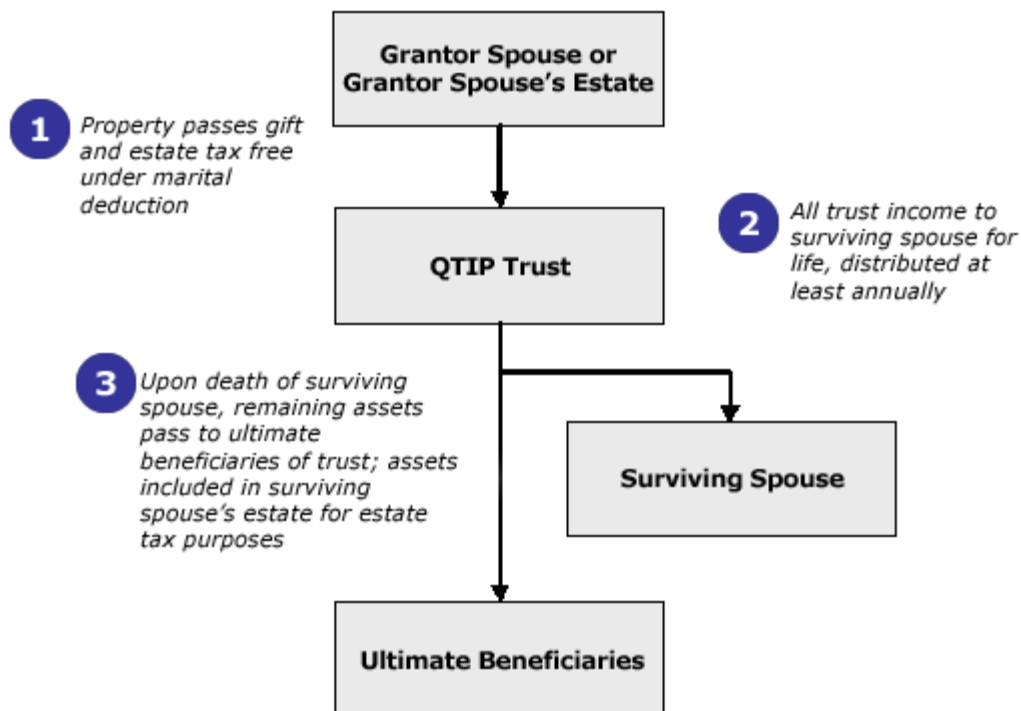 Grantor Spouse or
Grantor Spouse's Estate
1
Property passes gift
and estate tax free
under marital
deduction
2
All trust income to
surviving spouse for
life, distributed at
least annually
QTIP Trust
3
Upon death of surviving
spouse, remaining assets
pass to ultimate
beneficiaries of trust; assets
included in surviving
spouse's estate for estate
tax purposes
Surviving Spouse
Ultimate Beneficiaries